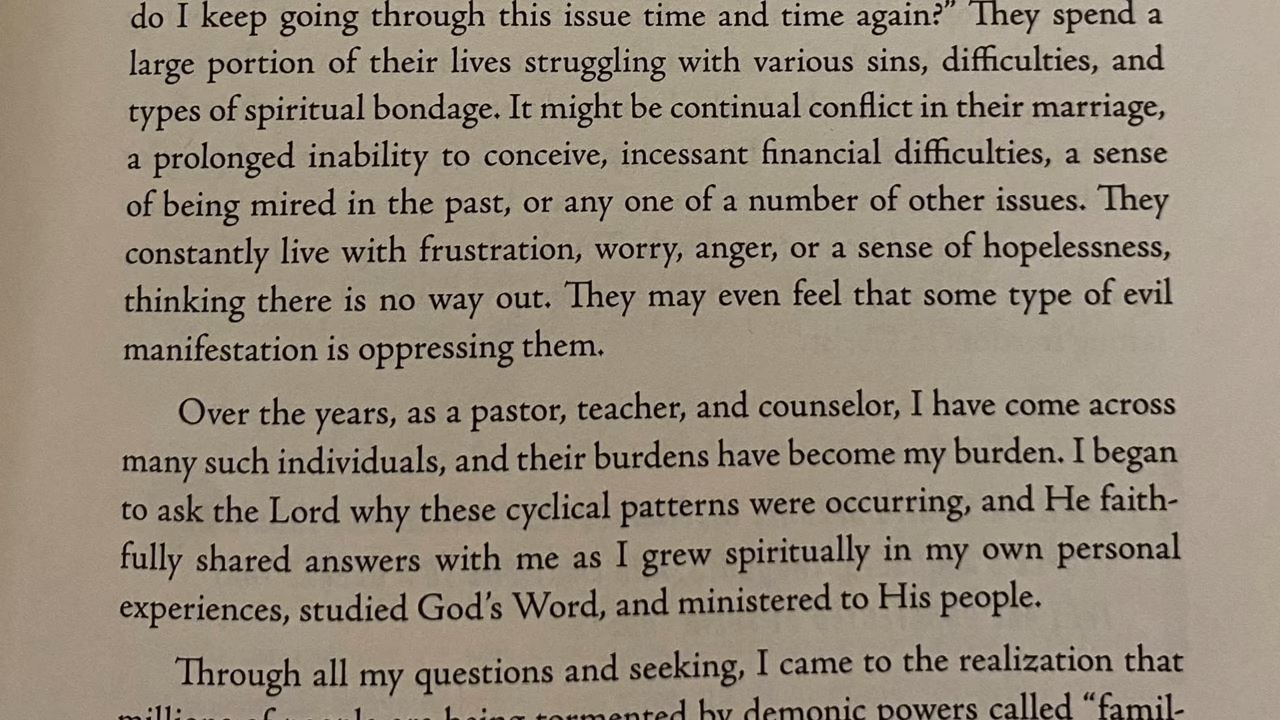 do I keep going through this issue time and time again?” They spend a
large portion of their lives struggling with various sins, difficulties, and
types of spiritual bondage. It might be continual conflict in their marriage,
a prolonged inability to conceive, incessant financial difficulties, a sense
of being mired in the past, or any one of a number of other issues. They
constantly live with frustration, worry, anger, or a sense of hopelessness,
thinking there is no way out. They may even feel that some type of evil
manifestation is oppressing them.
Over the years, as a pastor, teacher, and counselor, I have come across
many such individuals, and their burdens have become my burden. I began
to ask the Lord why these cyclical patterns were occurring, and He faith-
fully shared answers with me as I grew spiritually in my own personal
experiences, studied God’s Word, and ministered to His people.
Through all my questions and seeking, I came to the realization that
millions of people are being tormented by demonic powers called “famil-